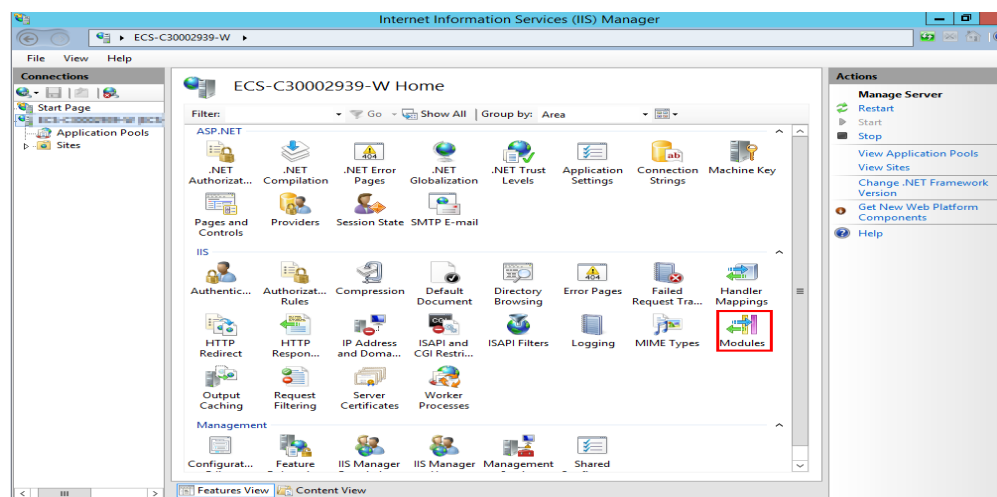 Internet Information Services (IIS) Manager
ECS-C30002939-W
File View Help
Connections
Start Page
Application Pools
Sites
ECS-C30002939-W Home
Filter: Go Show All Group by: Area
ASP.NET
.NET Authorizat...
.NET Compilation
.NET Error Pages
.NET Globalization
.NET Trust Levels
Application Settings
Connection Strings
Machine Key
Pages and Controls
Providers
Session State
SMTP E-mail
IIS
Authentic...
Authorizat... Rules
Compression
Default Document
Directory Browsing
Error Pages
Failed Request Tra...
Handler Mappings
HTTP Redirect
HTTP Respon...
IP Address and Doma...
ISAPI and CGI Restri...
ISAPI Filters
Logging
MIME Types
Modules
Output Caching
Request Filtering
Server Certificates
Worker Processes
Management
Configurat...
Feature
IIS Manager
IIS Manager
Management
Shared
Features View
Content View
Actions
Manage Server
Restart
Start
Stop
View Application Pools
View Sites
Change .NET Framework
Version
Get New Web Platform
Components
Help